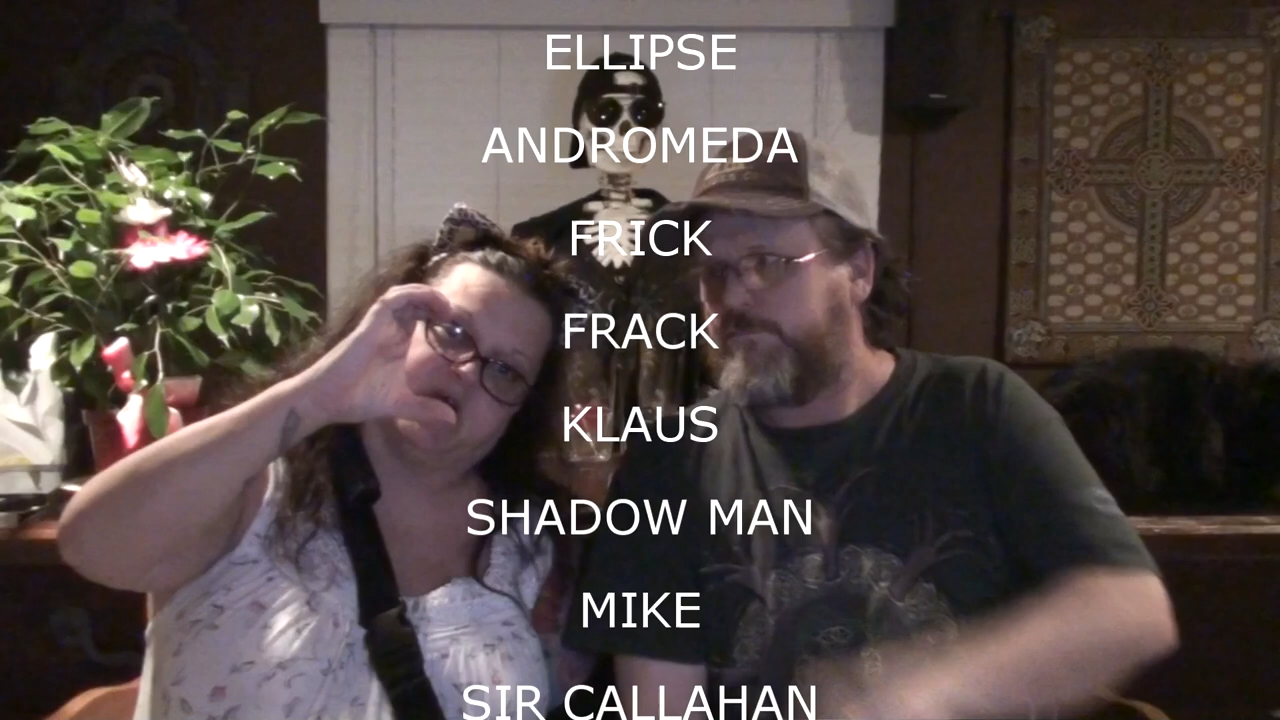 ELLIPSE
ANDROMEDA
FRICK
FRACK
KLAUS
SHADOW MAN
MIKE
SIR CALLAHAN